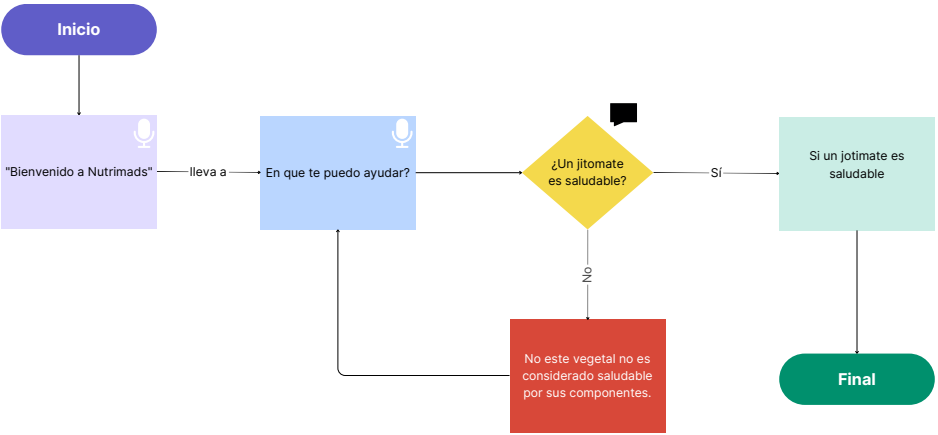 Inicio
"Bienvenido a Nutrimads"
lleva a
En que te puedo ayudar?
¿Un jitomate
es saludable?
Sí
Si un jotimate es
saludable
No
No este vegetal no es
considerado saludable
por sus componentes.
Final